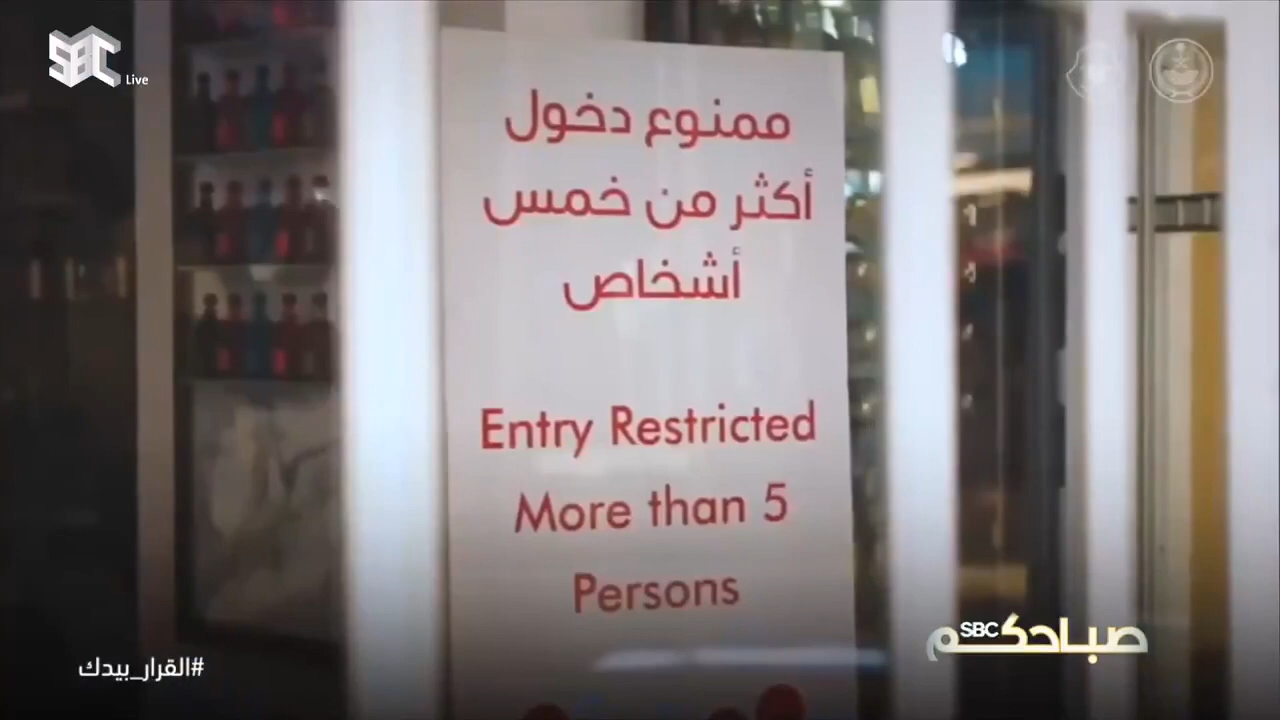 SBC Live
ممنوع دخول
أكثر من خمس
أشخاص
Entry Restricted
More than 5
Persons
صباحكم SBC
#القرار_بيدك